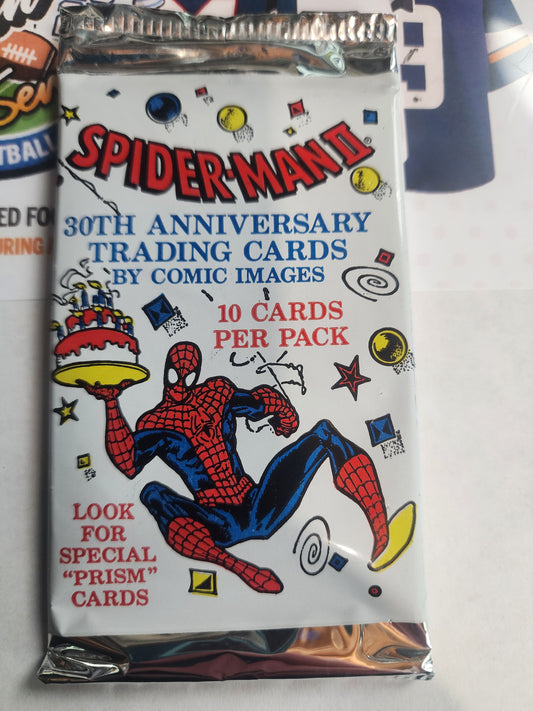 SPIDER-MAN II
30TH ANNIVERSARY
TRADING CARDS
BY COMIC IMAGES
10 CARDS
PER PACK
LOOK
FOR
SPECIAL
"PRISM"
CARDS